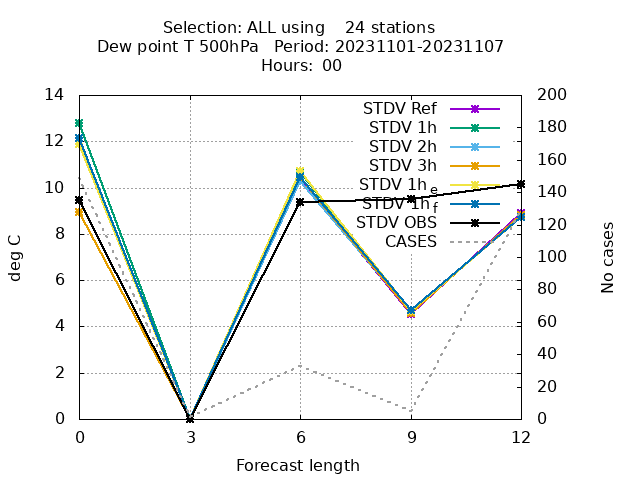 Selection: ALL using    24 stations
Dew point T 500hPa   Period: 20231101-20231107
Hours: 00
14
12
10
8
6
4
2
0
deg C
200
180
160
140
120
100
80
60
40
20
0
No cases
STDV Ref
STDV 1h
STDV 2h
STDV 3h
STDV 1h_e
STDV 1h_f
STDV OBS
CASES
0 3 6 9 12
Forecast length